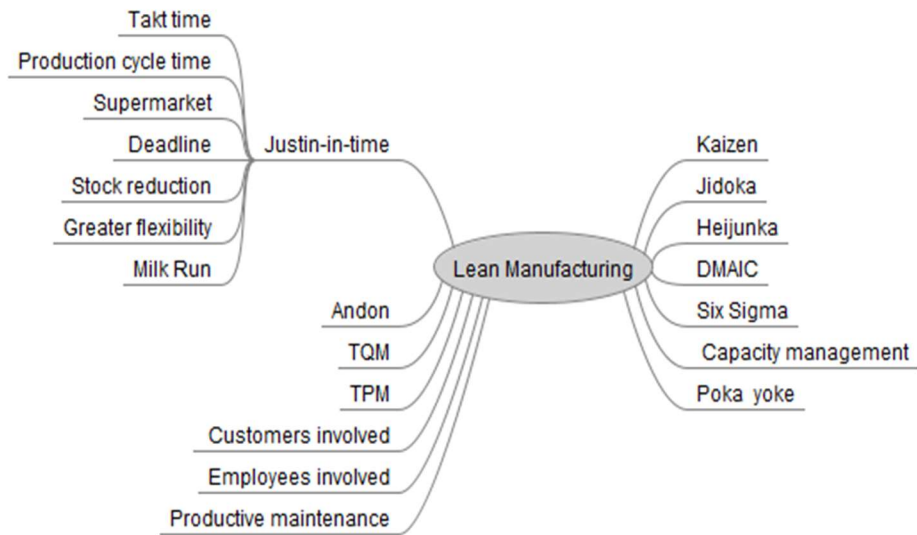 Takt time
Production cycle time
Supermarket
Deadline
Stock reduction
Greater flexibility
Milk Run
Justin-in-time
Andon
TQM
TPM
Customers involved
Employees involved
Productive maintenance
Lean Manufacturing
Kaizen
Jidoka
Heijunka
DMAIC
Six Sigma
Capacity management
Poka yoke